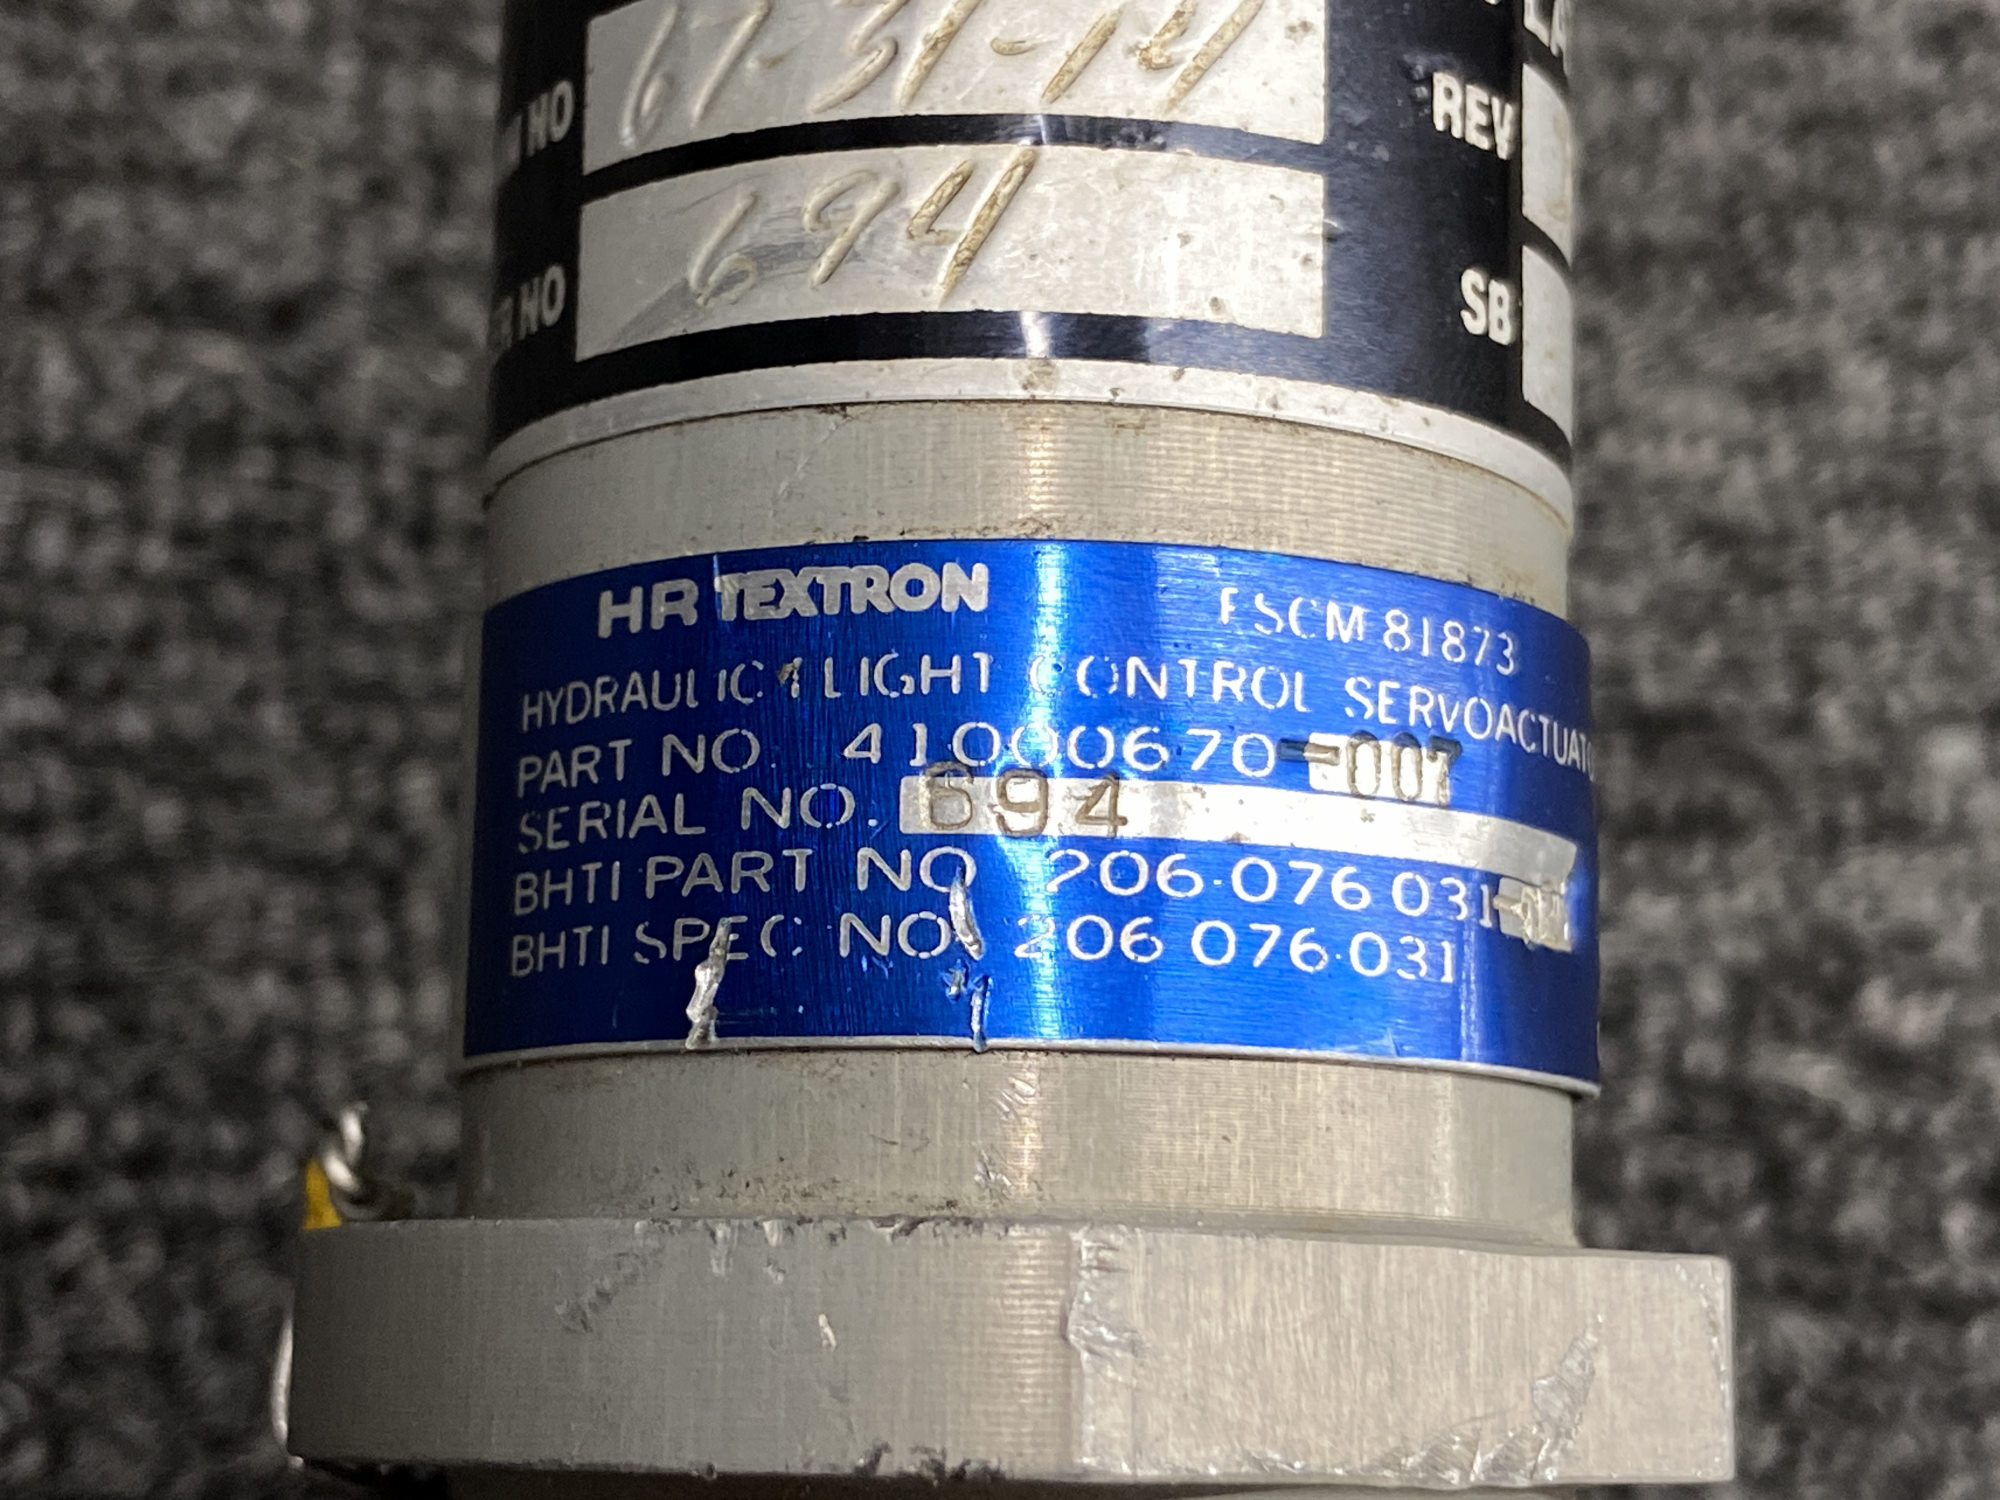 NO 67-31-14
REV
NO 694
SB
HR TEXTRON FSCM 81873
HYDRAULIC FLIGHT CONTROL SERVOACTUATO
PART NO. 41000670-007
SERIAL NO. 694
BHTI PART NO 206-076 031
BHTI SPEC NO 206 076-031